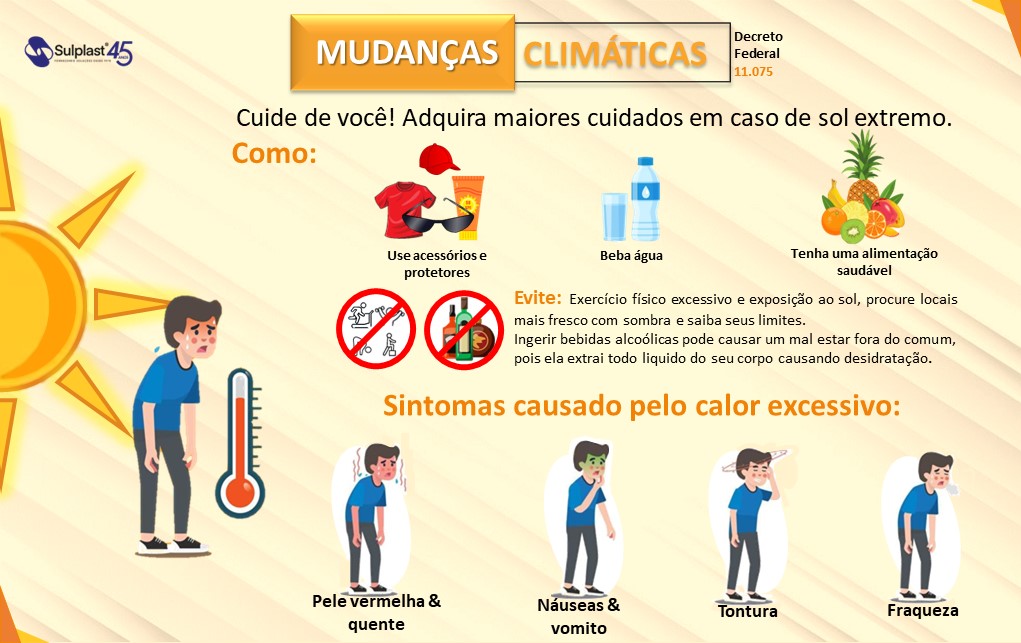 Sulplast 45
ANOS
MUDANÇAS CLIMÁTICAS
Decreto
Federal
11.075
Cuide de você! Adquira maiores cuidados em caso de sol extremo.
Como:
Use acessórios e
protetores
Beba água
Tenha uma alimentação
saudável
Evite: Exercício físico excessivo e exposição ao sol, procure locais
mais fresco com sombra e saiba seus limites.
Ingerir bebidas alcoólicas pode causar um mal estar fora do comum,
pois ela extrai todo liquido do seu corpo causando desidratação.
Sintomas causado pelo calor excessivo:
Pele vermelha &
quente
Náuseas &
vomito
Tontura
Fraqueza